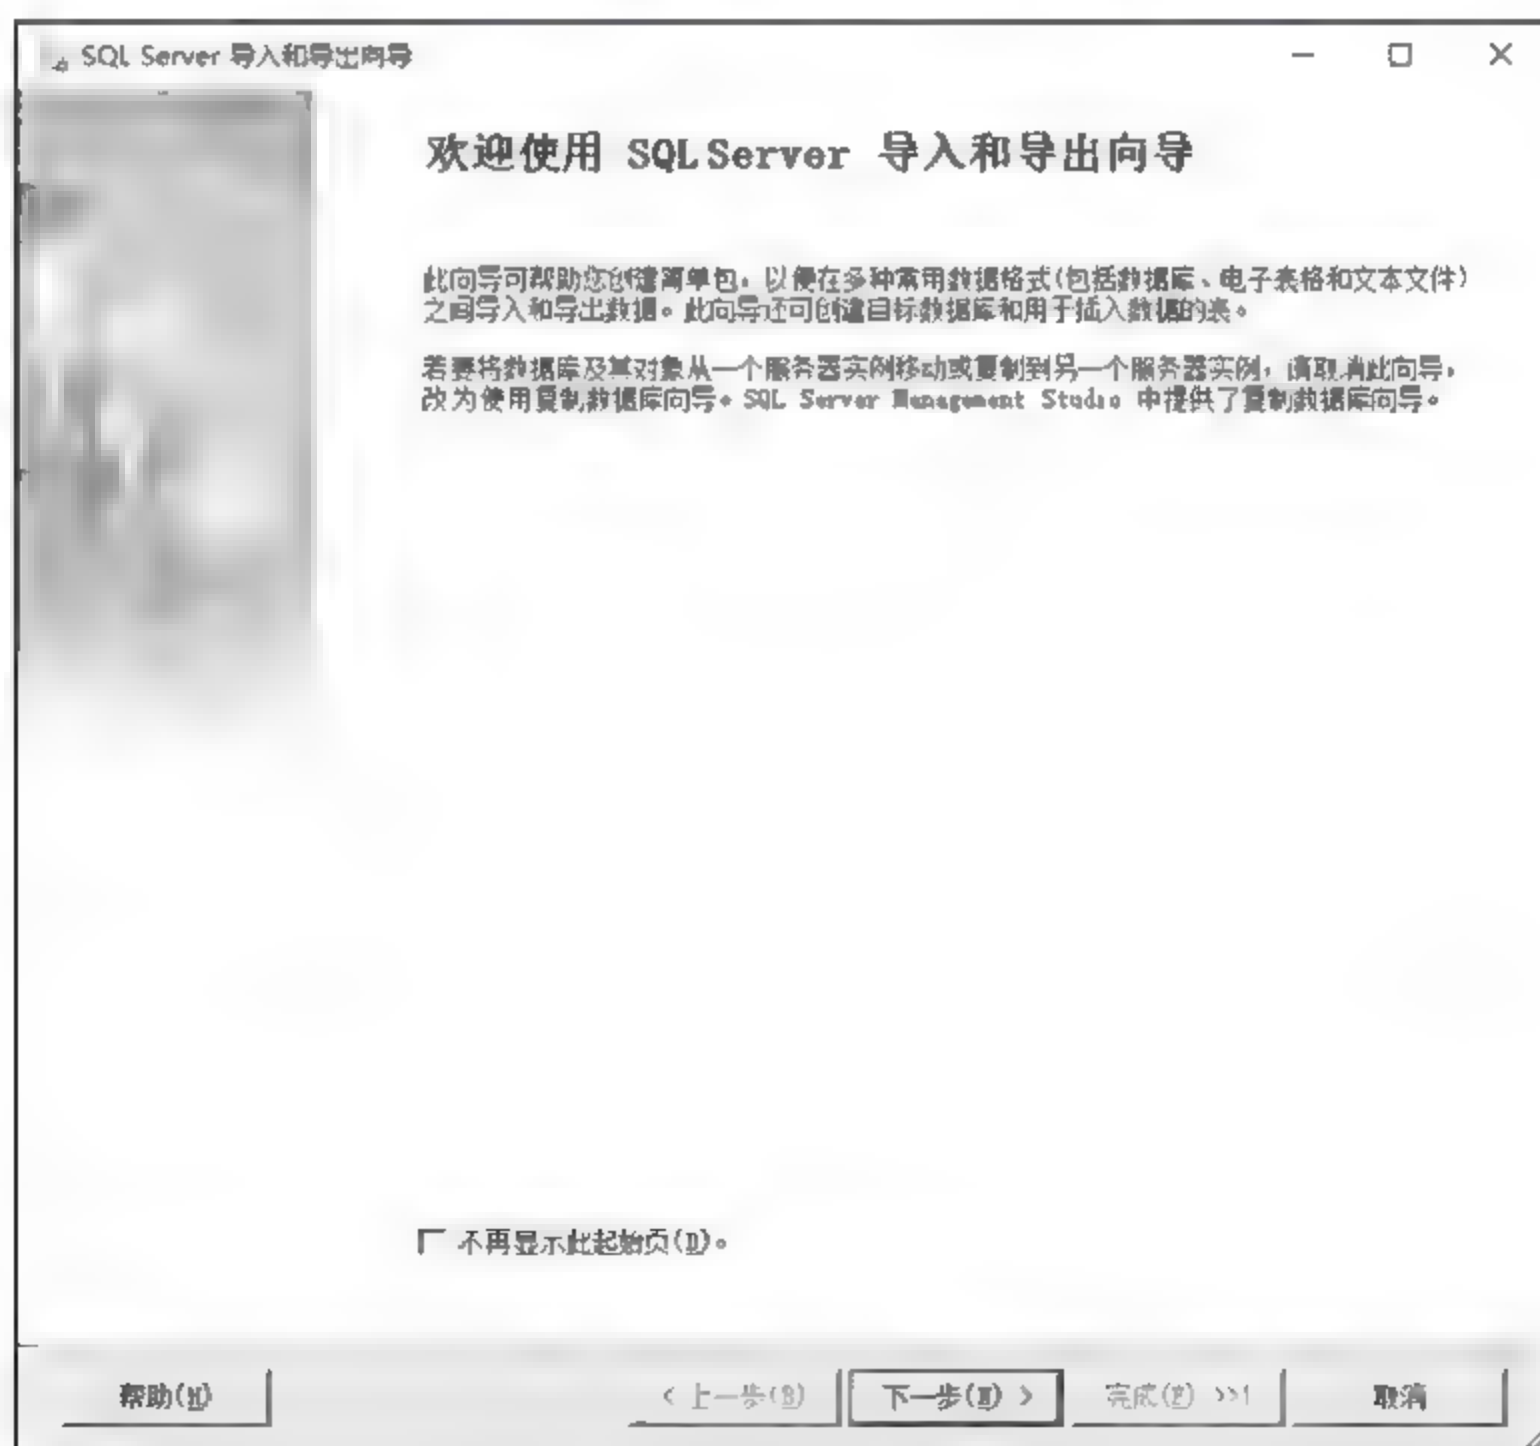 SQL Server 导入和导出向导
欢迎使用 SQL Server 导入和导出向导
此向导可帮助您创建简单包，以便在多种常用数据格式(包括数据库、电子表格和文本文件)
之间导入和导出数据。此向导还可创建目标数据库和用于插入数据的表。
若要将数据库及其对象从一个服务器实例移动或复制到另一个服务器实例，请取消此向导，
改为使用复制数据库向导。SQL Server Management Studio 中提供了复制数据库向导。
不再显示此起始页(D)。
帮助(H)
< 上一步(B)
下一步(N) >
完成(F) >>|
取消